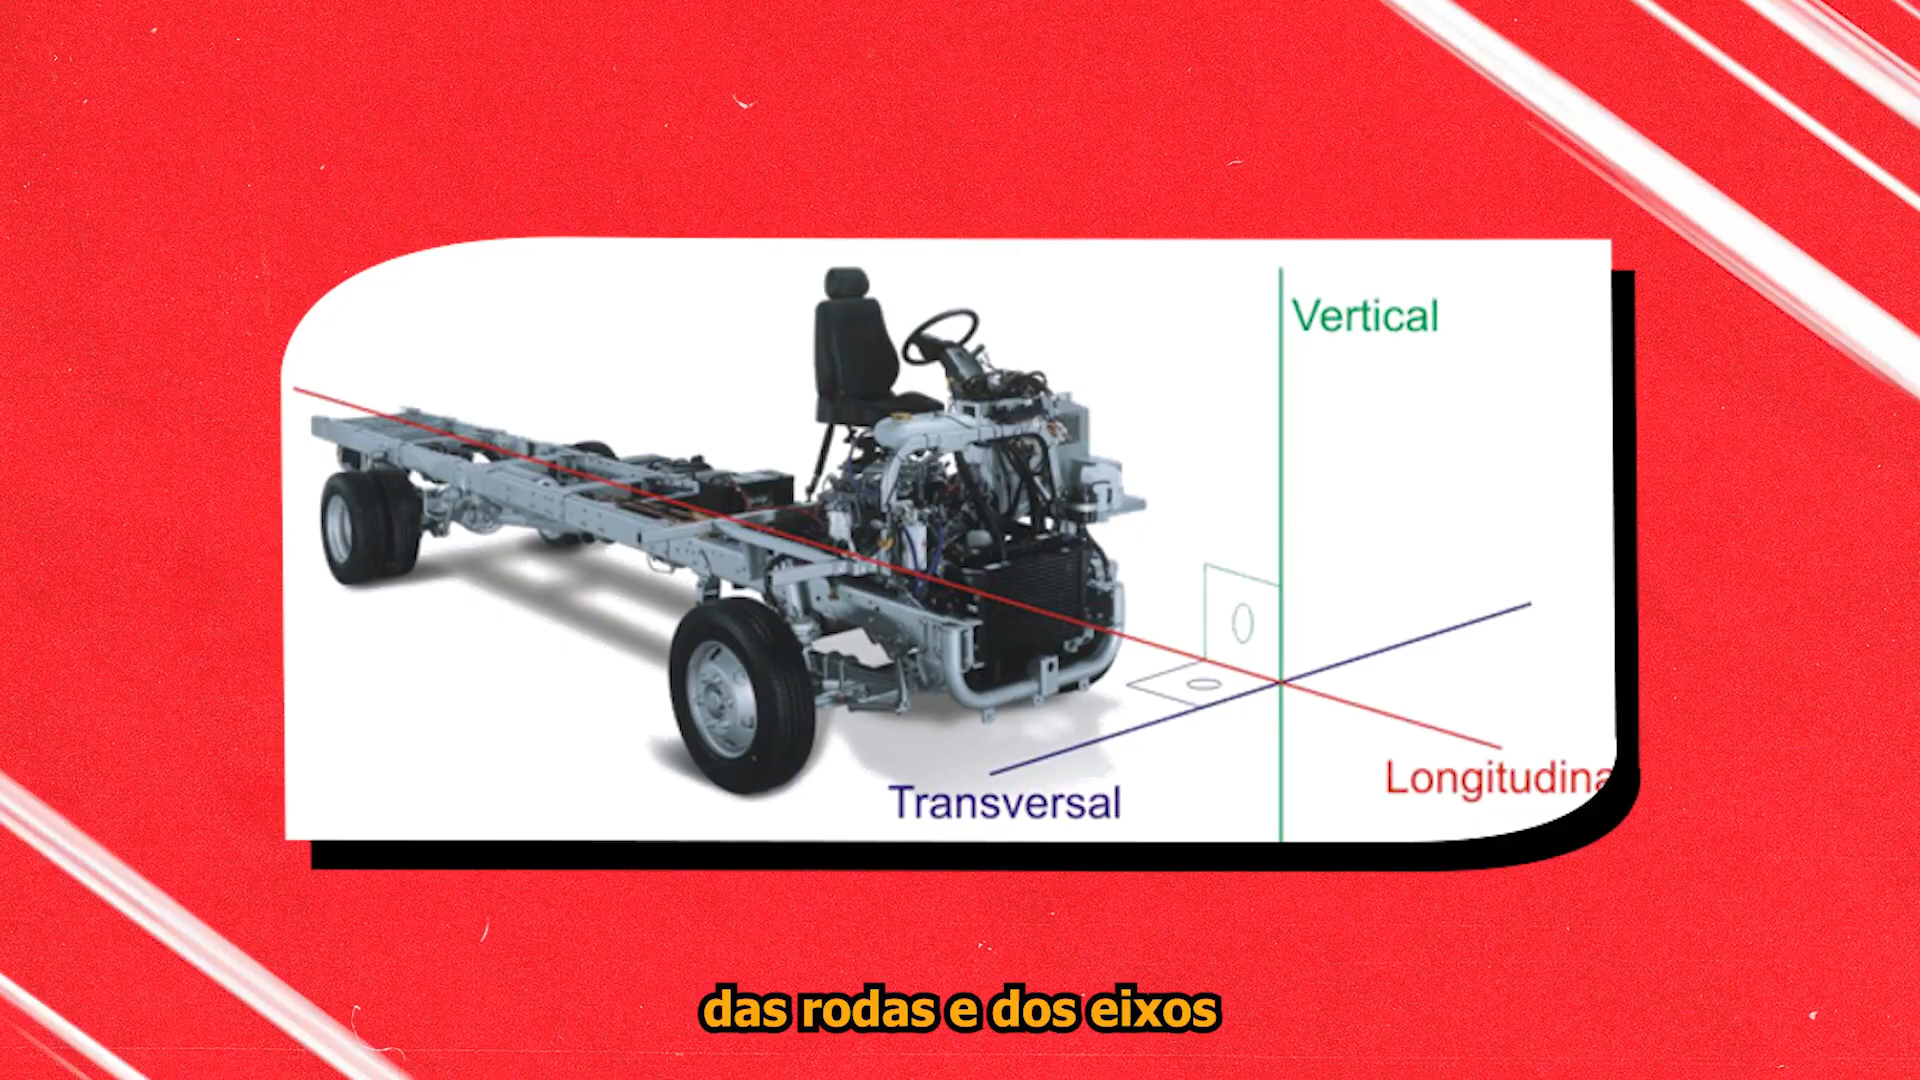 Vertical
Longitudina
Transversal
das rodas e dos eixos